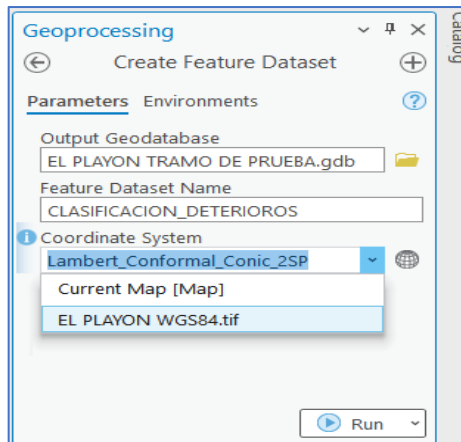 Geoprocessing
Catalog
Create Feature Dataset
Parameters Environments
Output Geodatabase
EL PLAYON TRAMO DE PRUEBA.gdb
Feature Dataset Name
CLASIFICACION_DETERIOROS
Coordinate System
Lambert_Conformal_Conic_2SP
Current Map [Map]
EL PLAYON WGS84.tif
Run